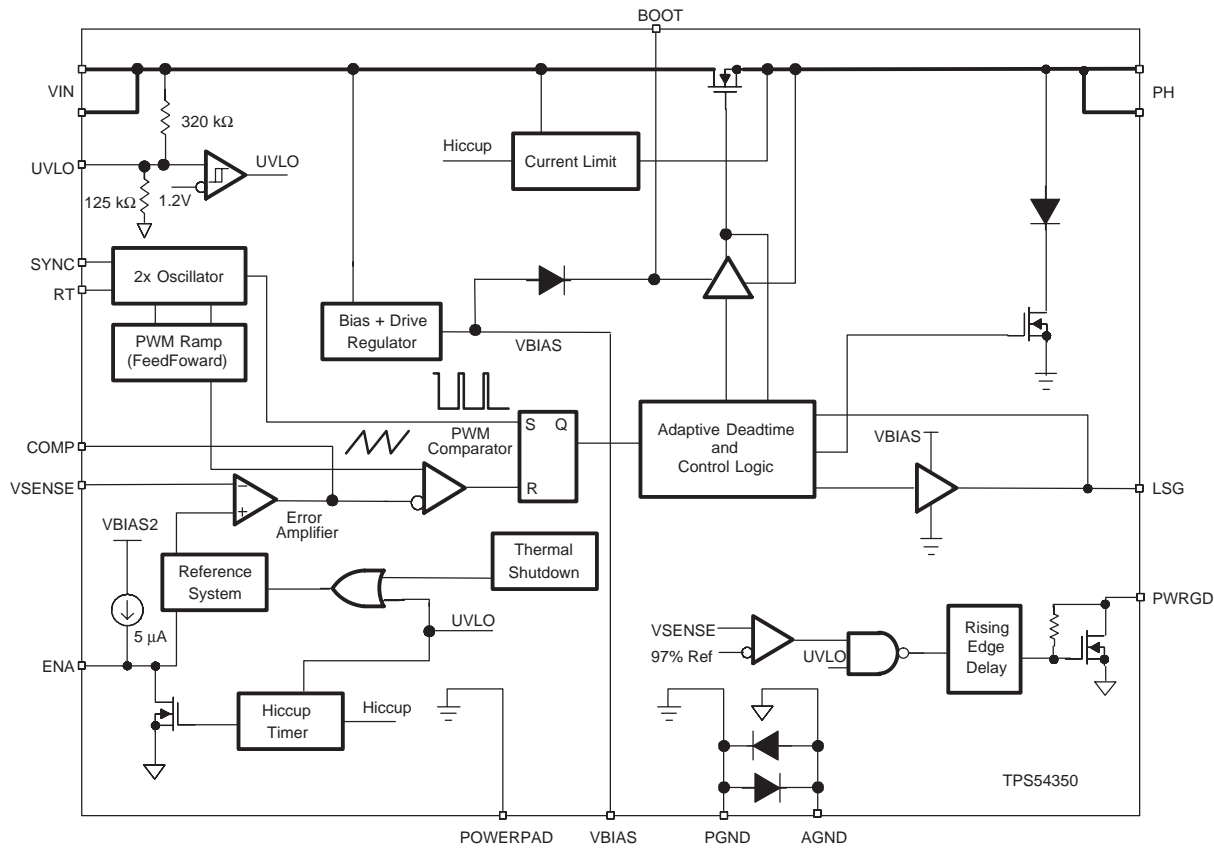 BOOT
VIN
PH
320 kΩ
Hiccup
Current Limit
UVLO
UVLO
125 kΩ
1.2V
SYNC
2x Oscillator
RT
Bias + Drive
Regulator
VBIAS
PWM Ramp
(FeedFoward)
PWM
Comparator
S
Q
R
Adaptive Deadtime
and
Control Logic
VBIAS
COMP
VSENSE
−
+
Error
Amplifier
LSG
VBIAS2
Thermal
Shutdown
Reference
System
5 µA
UVLO
ENA
PWRGD
VSENSE
97% Ref
UVLO
Rising
Edge
Delay
Hiccup
Timer
Hiccup
TPS54350
POWERPAD
VBIAS
PGND
AGND